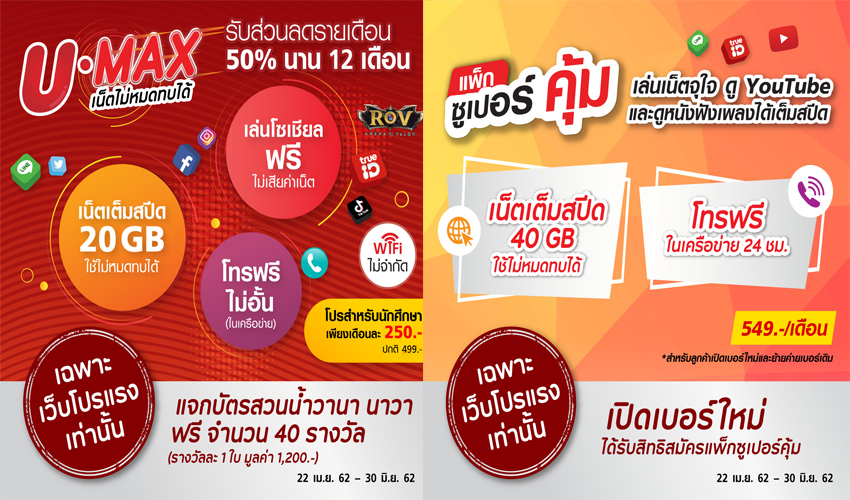 U•MAX
เน็ตไม่หมดทบได้
รับส่วนลดรายเดือน
50% นาน 12 เดือน
เล่นโซเชียล
ฟรี
ไม่เสียค่าเน็ต
ROV
ARENA OF VALOR
LINE
true
iD
TikTok
เน็ตเต็มสปีด
20 GB
ใช้ไม่หมดทบได้
โทรฟรี
ไม่อั้น
(ในเครือข่าย)
WiFi
ไม่จำกัด
โปรสำหรับนักศึกษา
เพียงเดือนละ 250.-
ปกติ 499.-
เฉพาะ
เว็บโปรแรง
เท่านั้น
แจกบัตรสวนน้ำวานา นาวา
ฟรี จำนวน 40 รางวัล
(รางวัลละ 1 ใบ มูลค่า 1,200.-)
22 เม.ย. 62 – 30 มิ.ย. 62
LINE
true
iD
แพ็ก
ซูเปอร์ คุ้ม
เล่นเน็ตจุใจ ดู YouTube
และดูหนังฟังเพลงได้เต็มสปีด
เน็ตเต็มสปีด
40 GB
ใช้ไม่หมดทบได้
โทรฟรี
ในเครือข่าย 24 ชม.
549.-/เดือน
*สำหรับลูกค้าเปิดเบอร์ใหม่และย้ายค่ายเบอร์เดิม
เฉพาะ
เว็บโปรแรง
เท่านั้น
เปิดเบอร์ใหม่
ได้รับสิทธิสมัครแพ็กซูเปอร์คุ้ม
22 เม.ย. 62 – 30 มิ.ย. 62